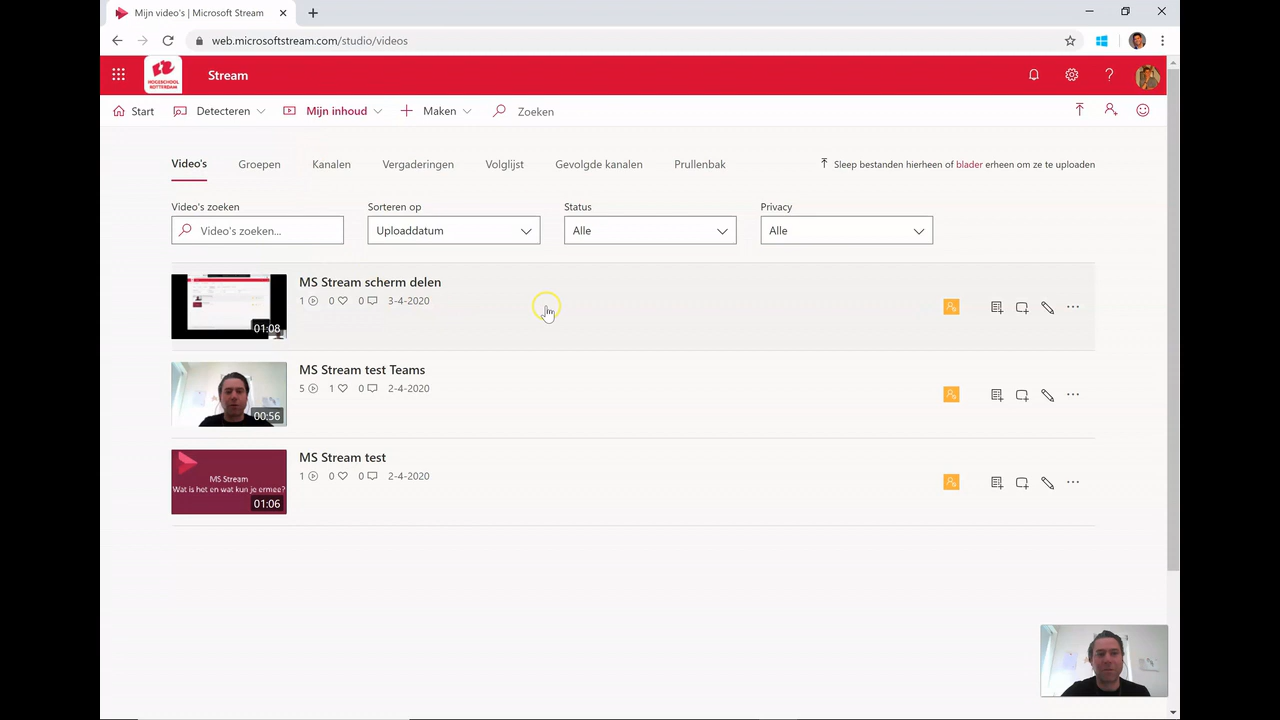 Mijn video's | Microsoft Stream
web.microsoftstream.com/studio/videos
HOGESCHOOL ROTTERDAM
Stream
Start Detecteren Mijn inhoud Maken Zoeken
Video's Groepen Kanalen Vergaderingen Volglijst Gevolgde kanalen Prullenbak Sleep bestanden hierheen of blader erheen om ze te uploaden
Video's zoeken Sorteren op Status Privacy
Video's zoeken... Uploaddatum Alle Alle
MS Stream scherm delen
1 0 0 3-4-2020
01:08
MS Stream test Teams
5 1 0 2-4-2020
00:56
MS Stream test
1 0 0 2-4-2020
MS Stream
Wat is het en wat kun je ermee?
01:06